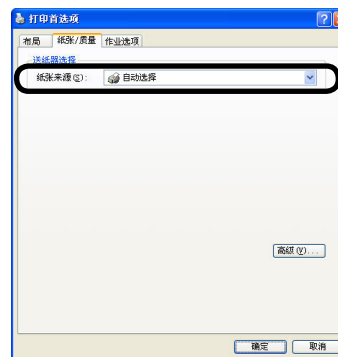 打印首选项
布局 纸张/质量 作业选项
送纸器选择
纸张来源(S): 自动选择
高级(V)...
确定 取消